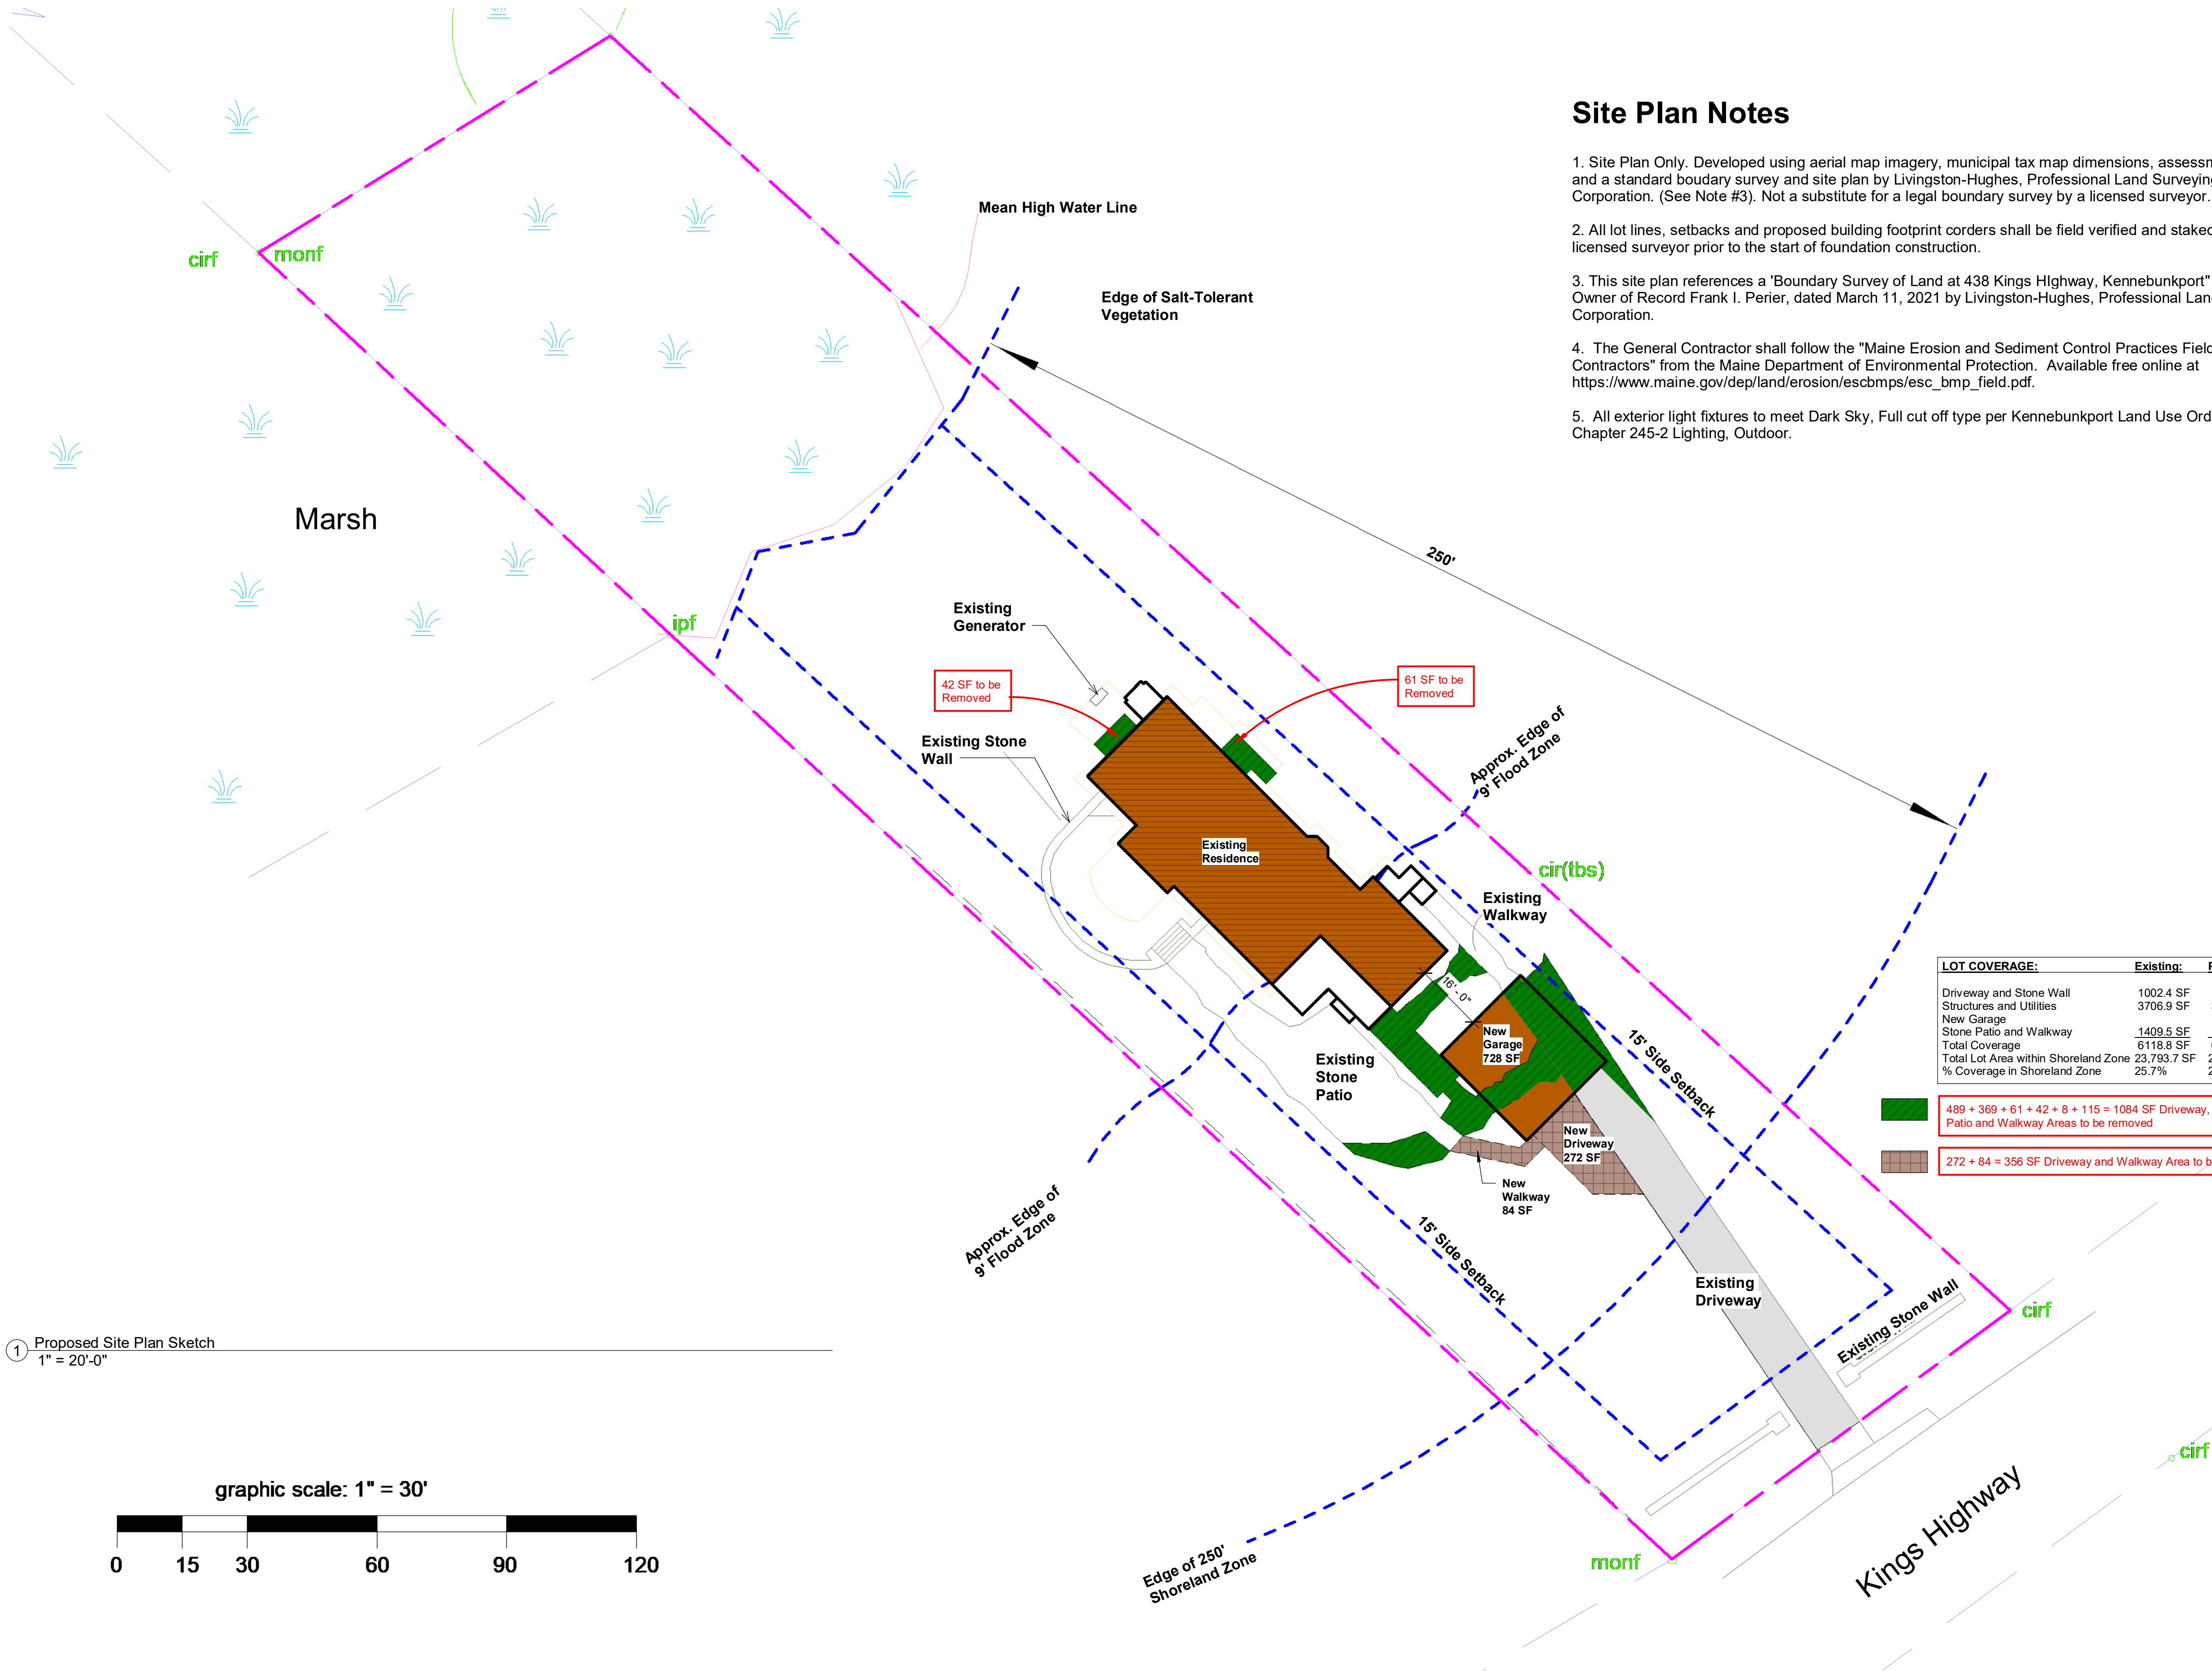 Site Plan Notes
1. Site Plan Only. Developed using aerial map imagery, municipal tax map dimensions,
and a standard boudary survey and site plan by Livingston-Hughes, Professional Land
Corporation. (See Note #3). Not a substitute for a legal boundary survey by a licensed surveyor.
2. All lot lines, setbacks and proposed building footprint corders shall be field verified and staked
licensed surveyor prior to the start of foundation construction.
3. This site plan references a 'Boundary Survey of Land at 438 Kings HIghway, Kennebunkport"
Owner of Record Frank I. Perier, dated March 11, 2021 by Livingston-Hughes, Professional
Corporation.
4. The General Contractor shall follow the "Maine Erosion and Sediment Control Practices Field
Contractors" from the Maine Department of Environmental Protection. Available free online at
https://www.maine.gov/dep/land/erosion/escbmps/esc_bmp_field.pdf.
5. All exterior light fixtures to meet Dark Sky, Full cut off type per Kennebunkport Land Use
Chapter 245-2 Lighting, Outdoor.
Mean High Water Line
cirf
monf
Edge of Salt-Tolerant
Vegetation
Marsh
250'
ipf
Existing
Generator
42 SF to be
Removed
61 SF to be
Removed
Existing Stone
Wall
Approx. Edge of
9' Flood Zone
Existing
Residence
cir(tbs)
Existing
Walkway
16' - 0"
New
Garage
728 SF
15' Side Setback
Existing
Stone
Patio
New
Driveway
272 SF
New
Walkway
84 SF
LOT COVERAGE: Existing:
Driveway and Stone Wall 1002.4 SF
Structures and Utilities 3706.9 SF
New Garage
Stone Patio and Walkway 1409.5 SF
Total Coverage 6118.8 SF
Total Lot Area within Shoreland Zone 23,793.7 SF
% Coverage in Shoreland Zone 25.7%
489 + 369 + 61 + 42 + 8 + 115 = 1084 SF Driveway,
Patio and Walkway Areas to be removed
272 + 84 = 356 SF Driveway and Walkway Area to
Approx. Edge of
9' Flood Zone
15' Side Setback
Existing
Driveway
Existing Stone Wall
cirf
1
Proposed Site Plan Sketch
1" = 20'-0"
cirf
graphic scale: 1" = 30'
0 15 30 60 90 120
Edge of 250'
Shoreland Zone
monf
Kings Highway